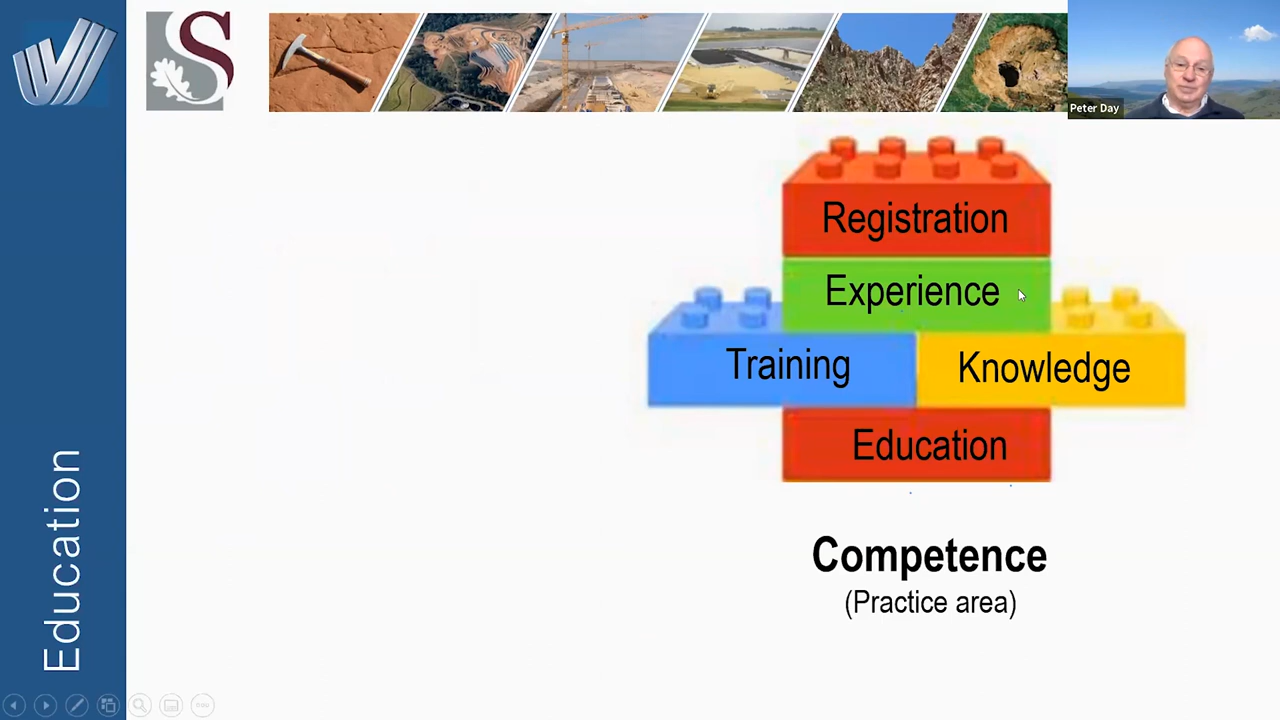 Peter Day
Registration
Experience
Training
Knowledge
Education
Competence
(Practice area)
Education